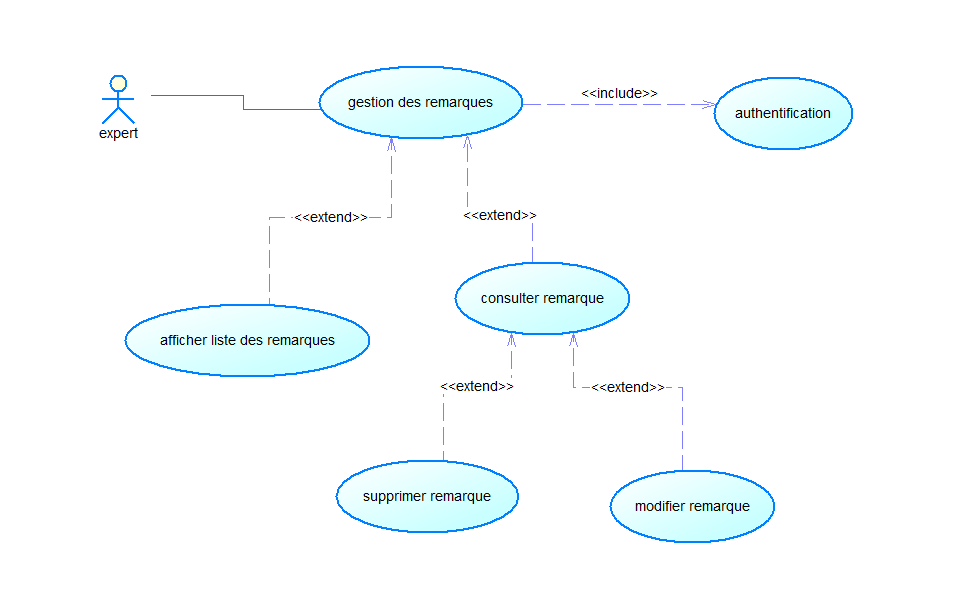 gestion des remarques
<<include>>
authentification
expert
<<extend>>
<<extend>>
consulter remarque
afficher liste des remarques
<<extend>>
<<extend>>
supprimer remarque
modifier remarque